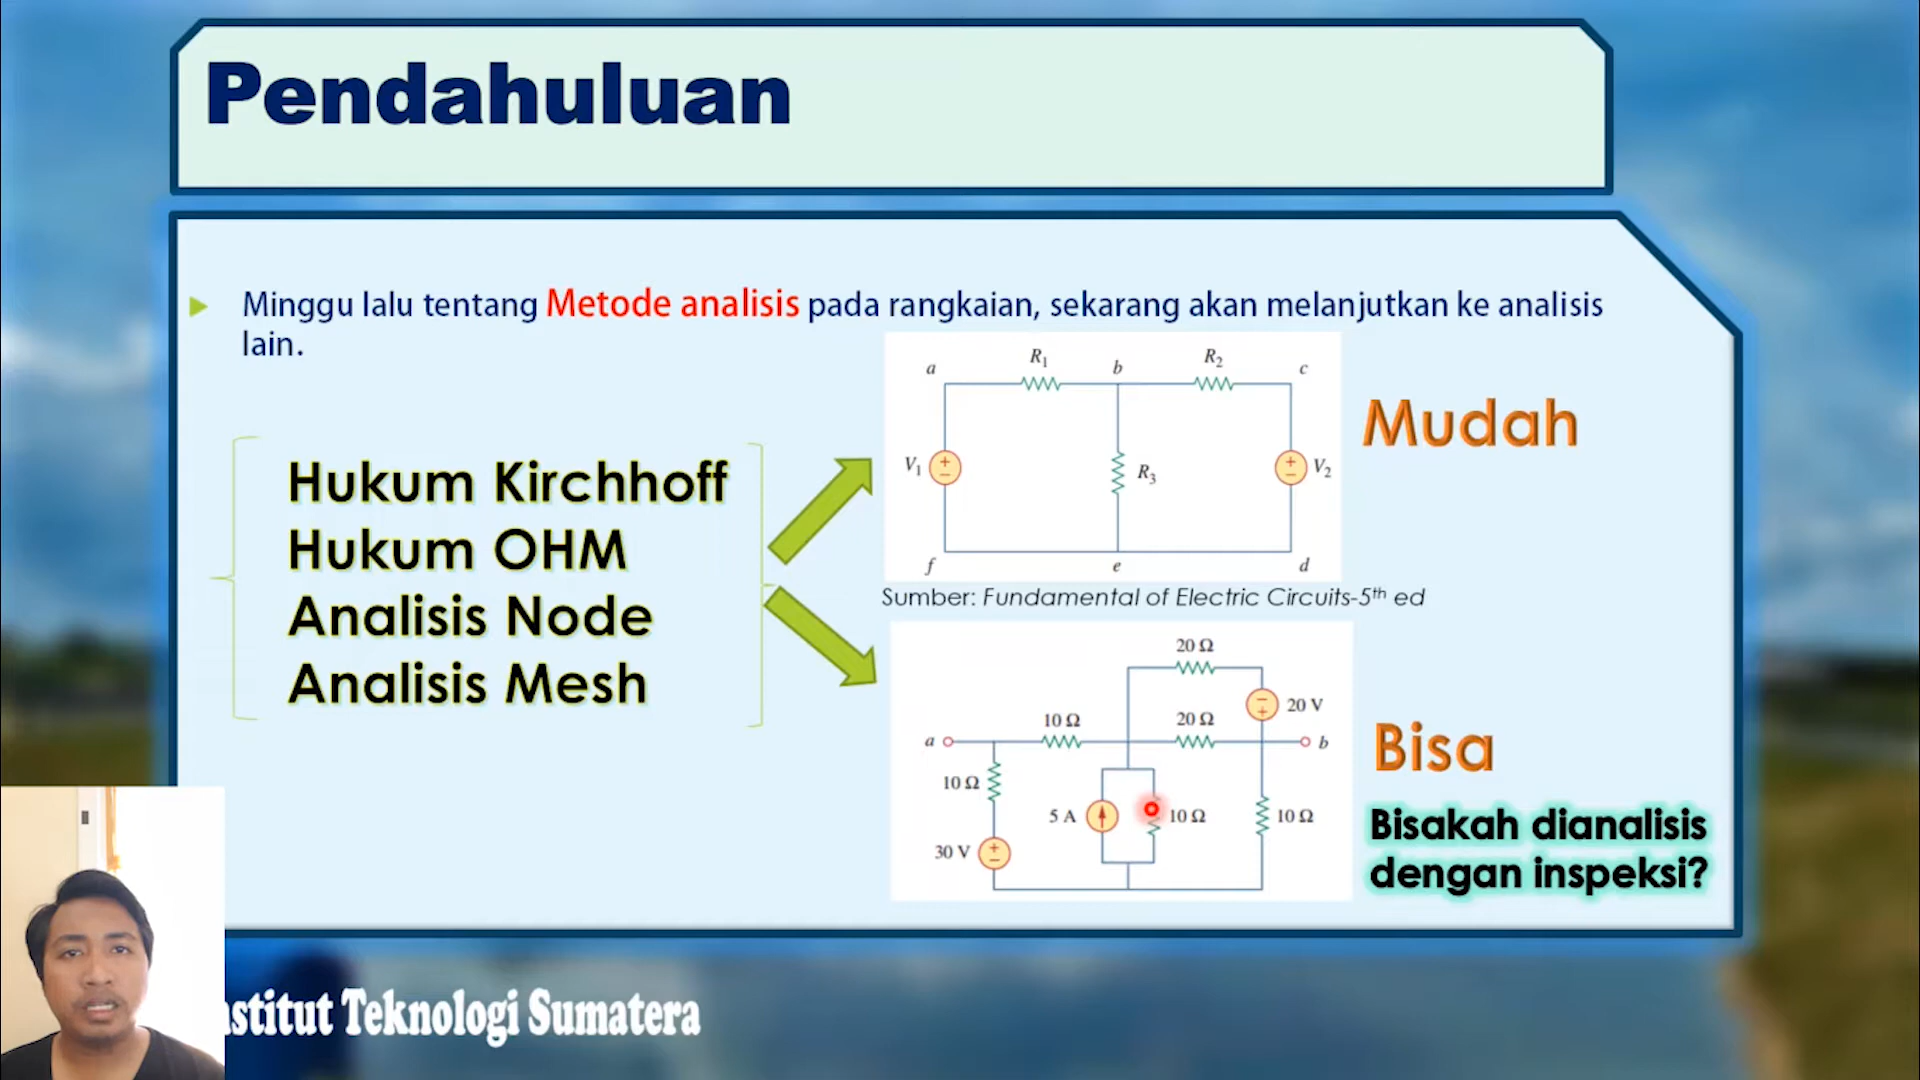 Pendahuluan
Minggu lalu tentang Metode analisis pada rangkaian, sekarang akan melanjutkan ke analisis
lain.
Hukum Kirchhoff
Hukum OHM
Analisis Node
Analisis Mesh
a R₁ b R₂ c
V₁ R₃ V₂
f e d
Mudah
Sumber: Fundamental of Electric Circuits-5th ed
20 Ω
20 V
10 Ω 20 Ω
a b
10 Ω
5 A 10 Ω 10 Ω
30 V
Bisa
Bisakah dianalisis
dengan inspeksi?
nstitut Teknologi Sumatera